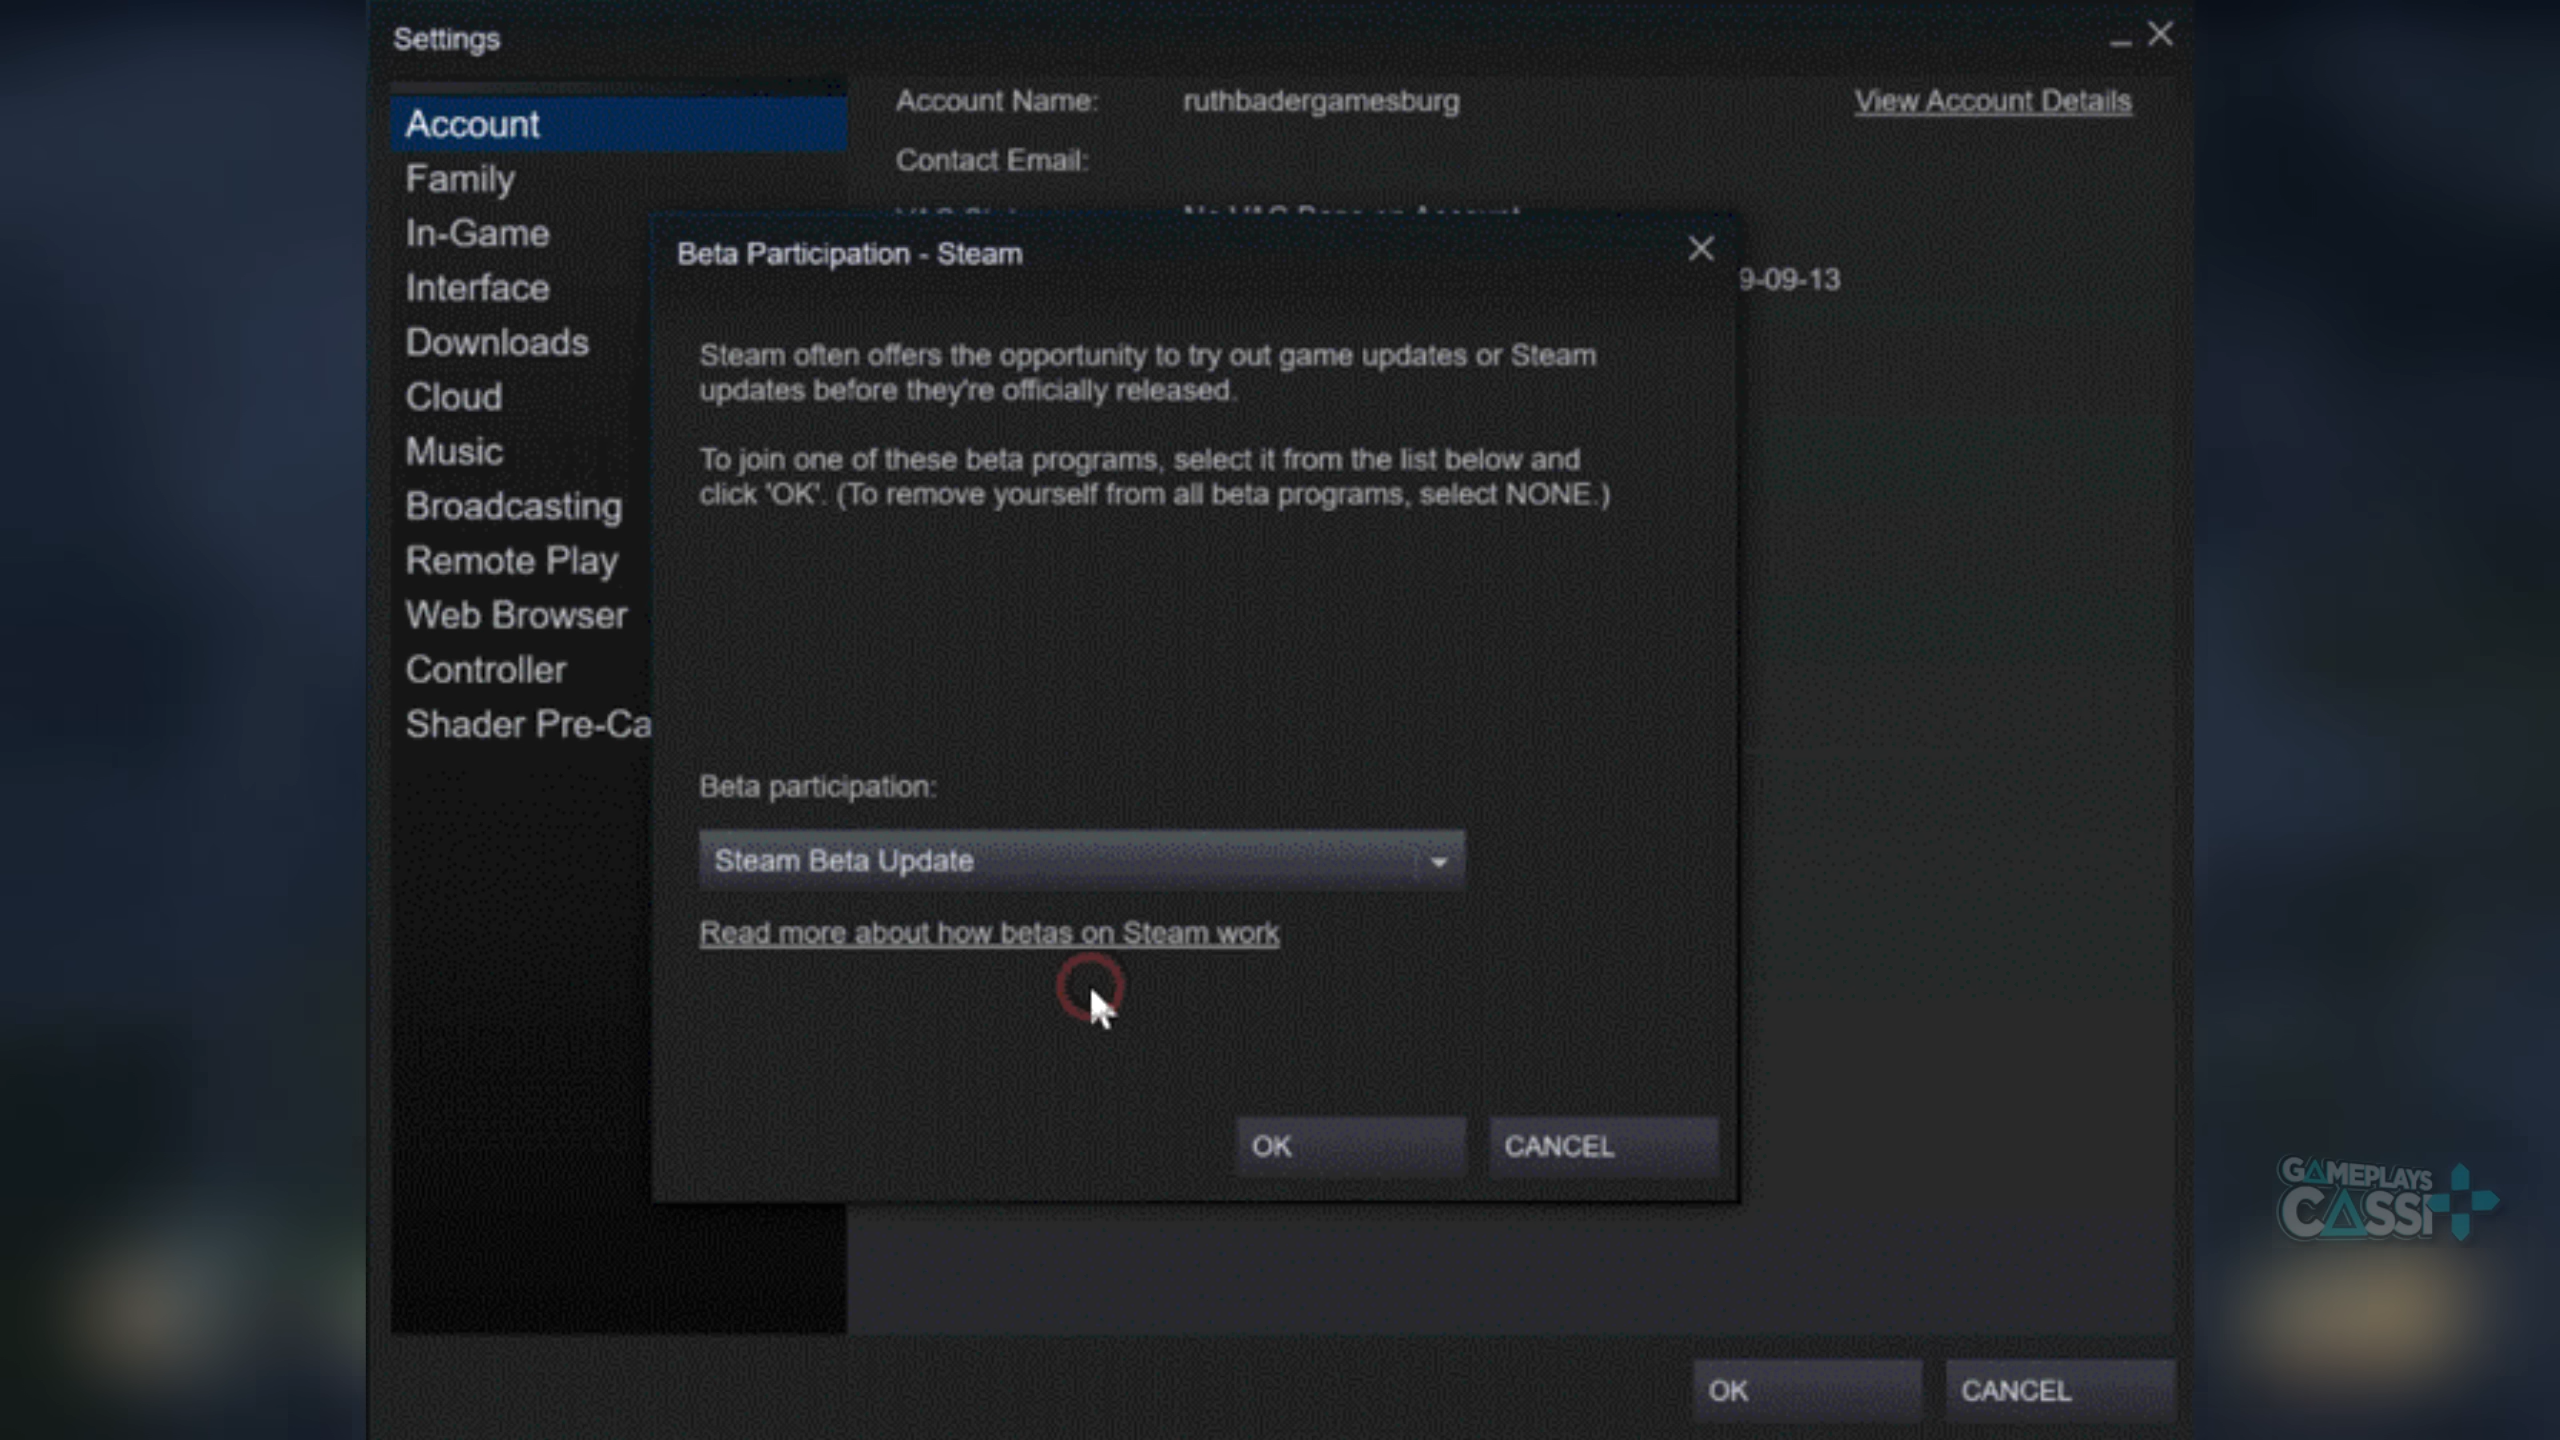 Settings
Account Name: ruthbadergamesburg View Account Details
Contact Email:
Account
Family
In-Game
Interface
Downloads
Cloud
Music
Broadcasting
Remote Play
Web Browser
Controller
Shader Pre-Ca
9-09-13
Beta Participation - Steam
Steam often offers the opportunity to try out game updates or Steam
updates before they're officially released.
To join one of these beta programs, select it from the list below and
click 'OK'. (To remove yourself from all beta programs, select NONE.)
Beta participation:
Steam Beta Update
Read more about how betas on Steam work
OK CANCEL
OK CANCEL
GAMEPLAYS
CASSI